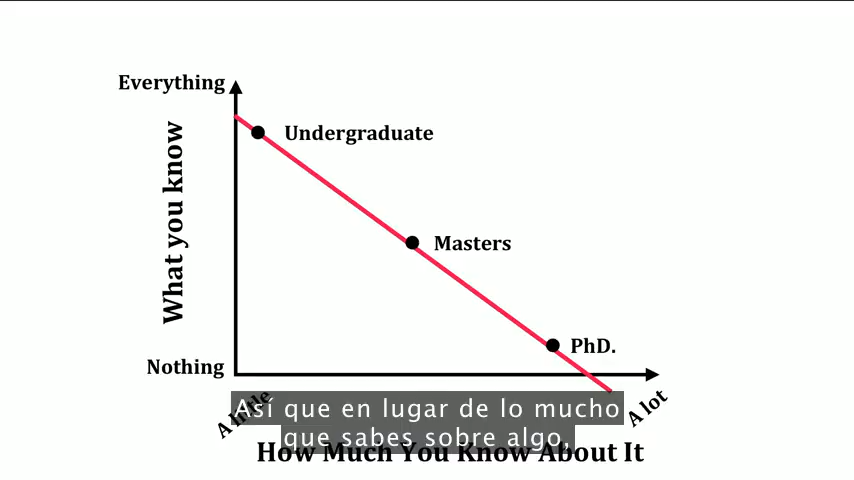 Everything
What you know
Undergraduate
Masters
PhD.
Nothing
A little
A lot
Así que en lugar de lo mucho
que sabes sobre algo,
How Much You Know About It